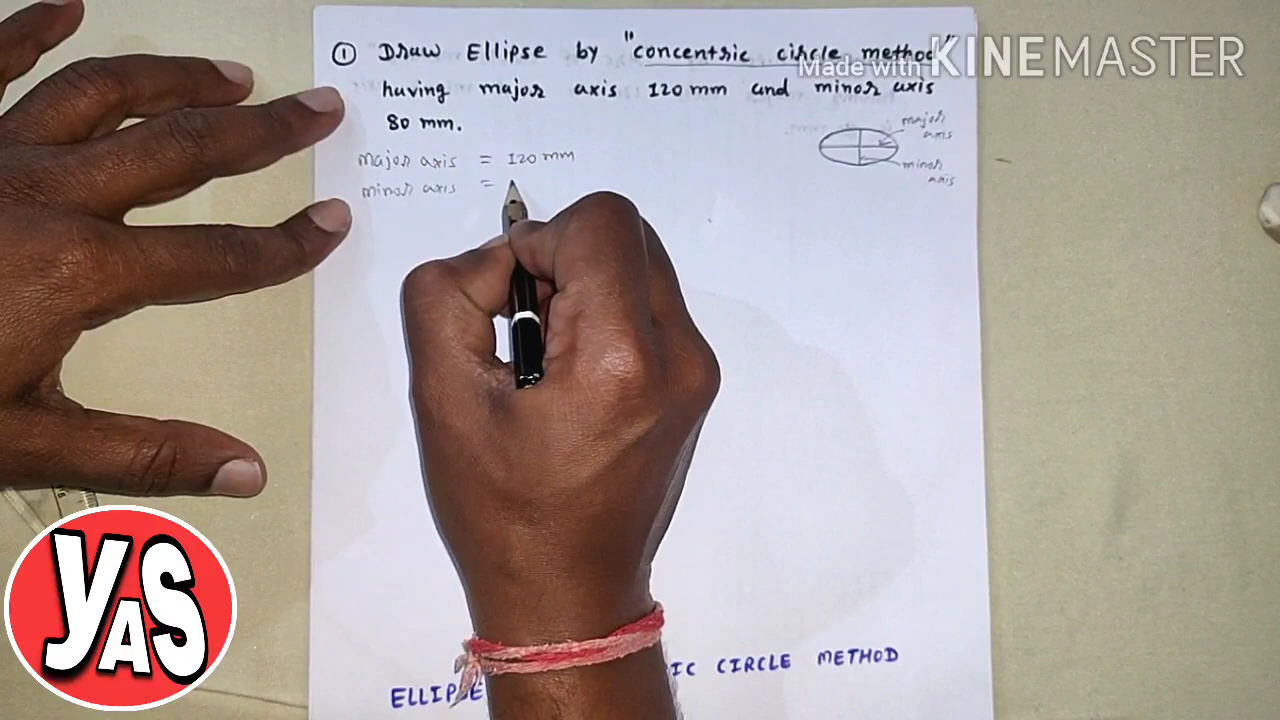 ① Draw Ellipse by "concentric circle method"
having major axis 120 mm and minor axis
80 mm.
major axis
minor axis
major axis = 120 mm
minor axis =
ELLIPSE IC CIRCLE METHOD
Made with KINEMASTER
YAS